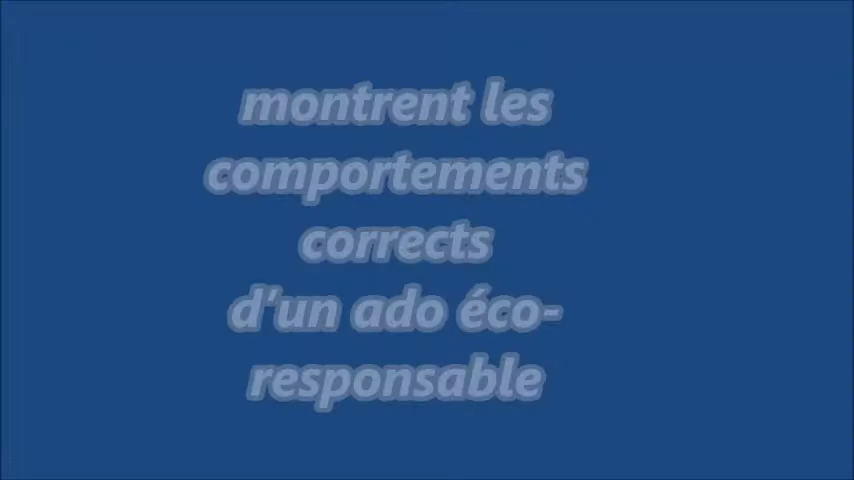 montrent les
comportements
corrects
d'un ado éco-
responsable